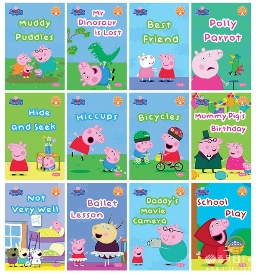 Muddy
Puddles
Mr
Dinosaur
is Lost
Best
Friend
Polly
Parrot
Hide
and Seek
Hiccups
Bicycles
Mummy Pig's
Birthday
Not
Very Well
Ballet
Lesson
Daddy's
Movie
Camera
School
Play